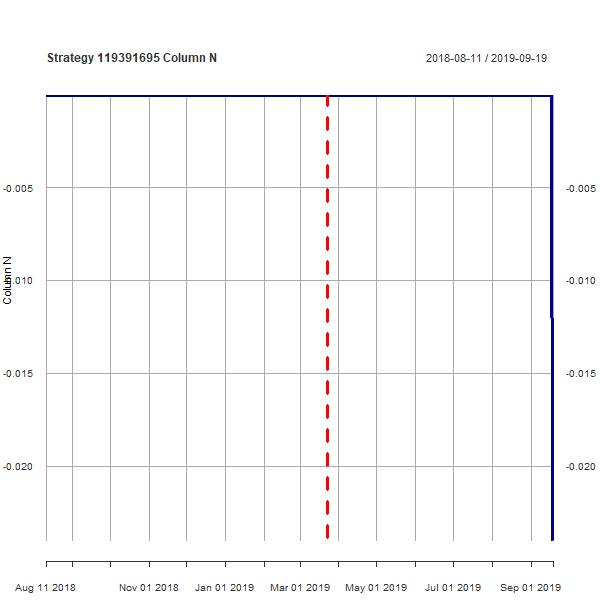 Strategy 119391695 Column N
2018-08-11 / 2019-09-19
-0.005 -0.005
Column N
-0.010 -0.010
-0.015 -0.015
-0.020 -0.020
Aug 11 2018 Nov 01 2018 Jan 01 2019 Mar 01 2019 May 01 2019 Jul 01 2019 Sep 01 2019